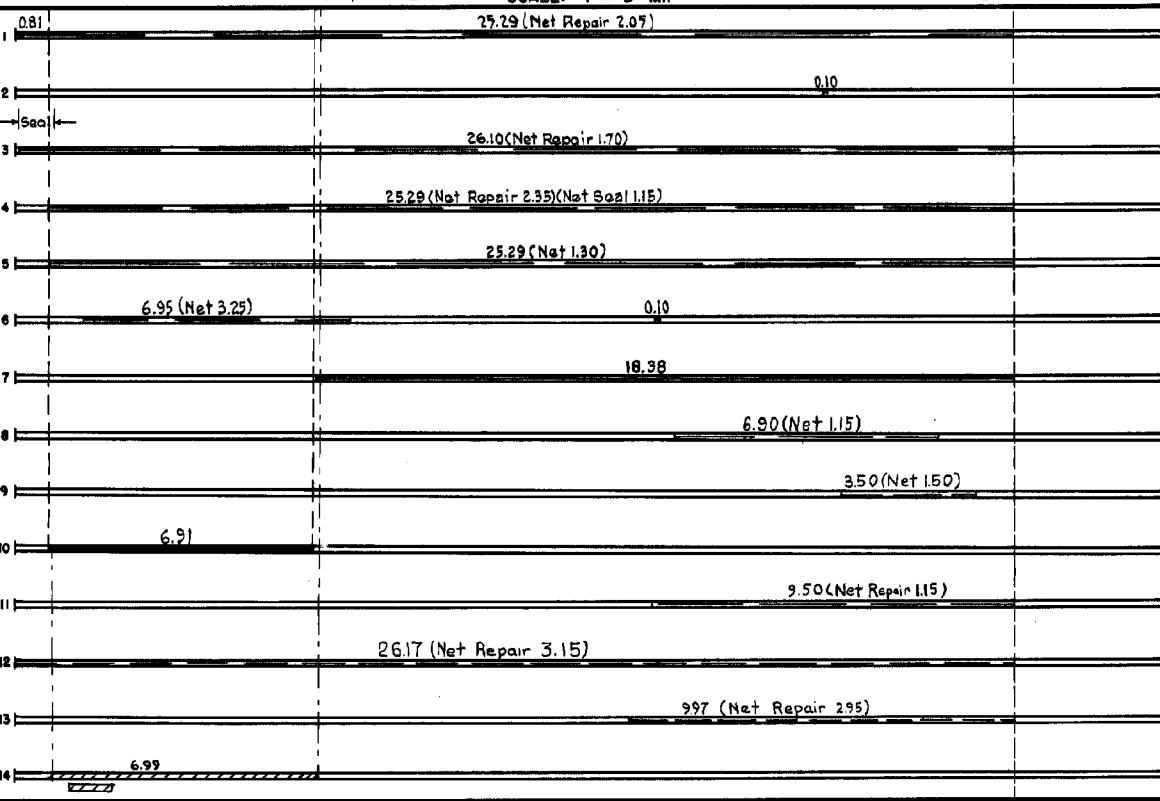 0.81 25.29 (Net Repair 2.05)
1
0.10
2
Seal
26.10 (Net Repair 1.70)
3
25.29 (Net Repair 2.35)(Net Seal 1.15)
4
25.29 (Net 1.30)
5
6.95 (Net 3.25) 0.10
6
18.38
7
6.90 (Net 1.15)
8
3.50 (Net 1.50)
9
6.91
10
9.50 (Net Repair 1.15)
11
26.17 (Net Repair 3.15)
12
9.97 (Net Repair 2.95)
13
6.99
14